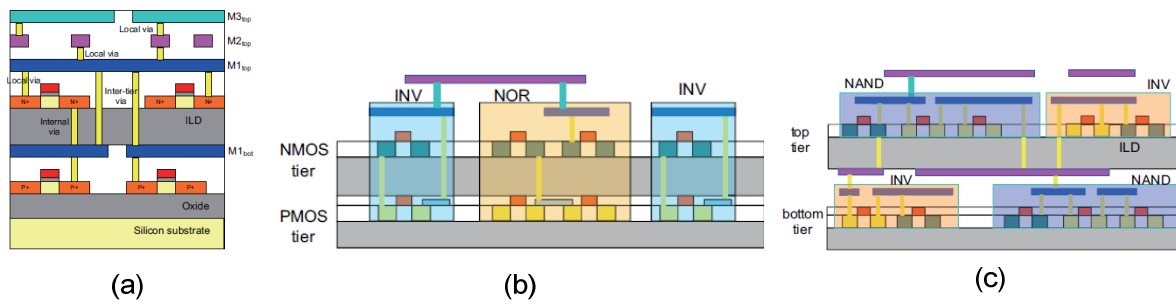 M3top
Local via
M2top
Local via
M1top
Local via
Inter-tier
via
N+
N+
N+
N+
Internal
via
ILD
M1bot
P+
P+
P+
P+
Oxide
Silicon substrate
(a)
INV
NOR
INV
NMOS
tier
PMOS
tier
(b)
NAND
INV
top
tier
ILD
INV
NAND
bottom
tier
(c)